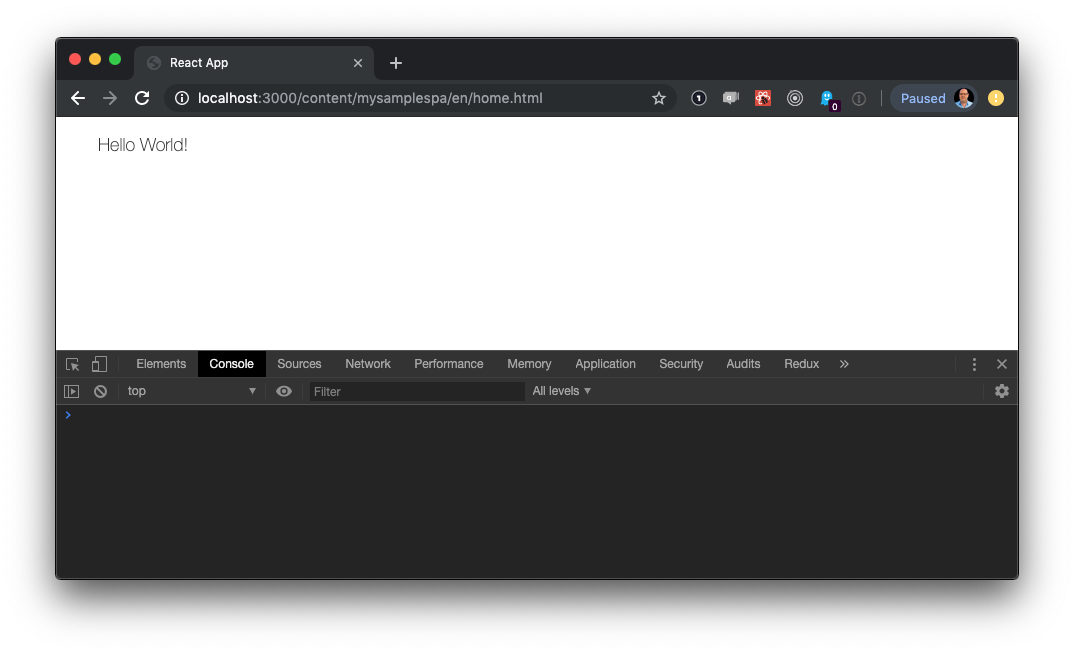 React App
localhost:3000/content/mysamplespa/en/home.html
1
0
Paused
Hello World!
Elements Console Sources Network Performance Memory Application Security Audits Redux
top Filter All levels